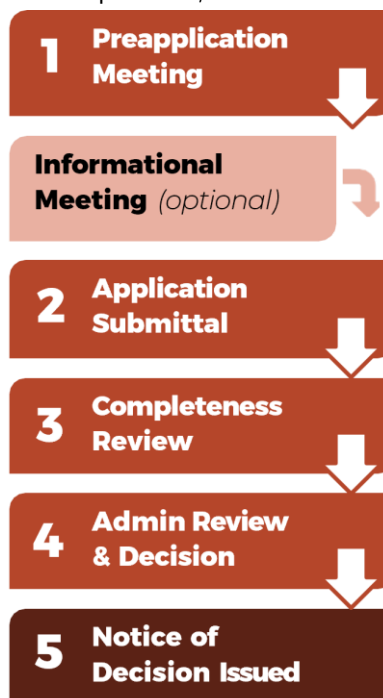 1 Preapplication
Meeting
Informational
Meeting (optional)
2 Application
Submittal
3 Completeness
Review
4 Admin Review
& Decision
5 Notice of
Decision Issued